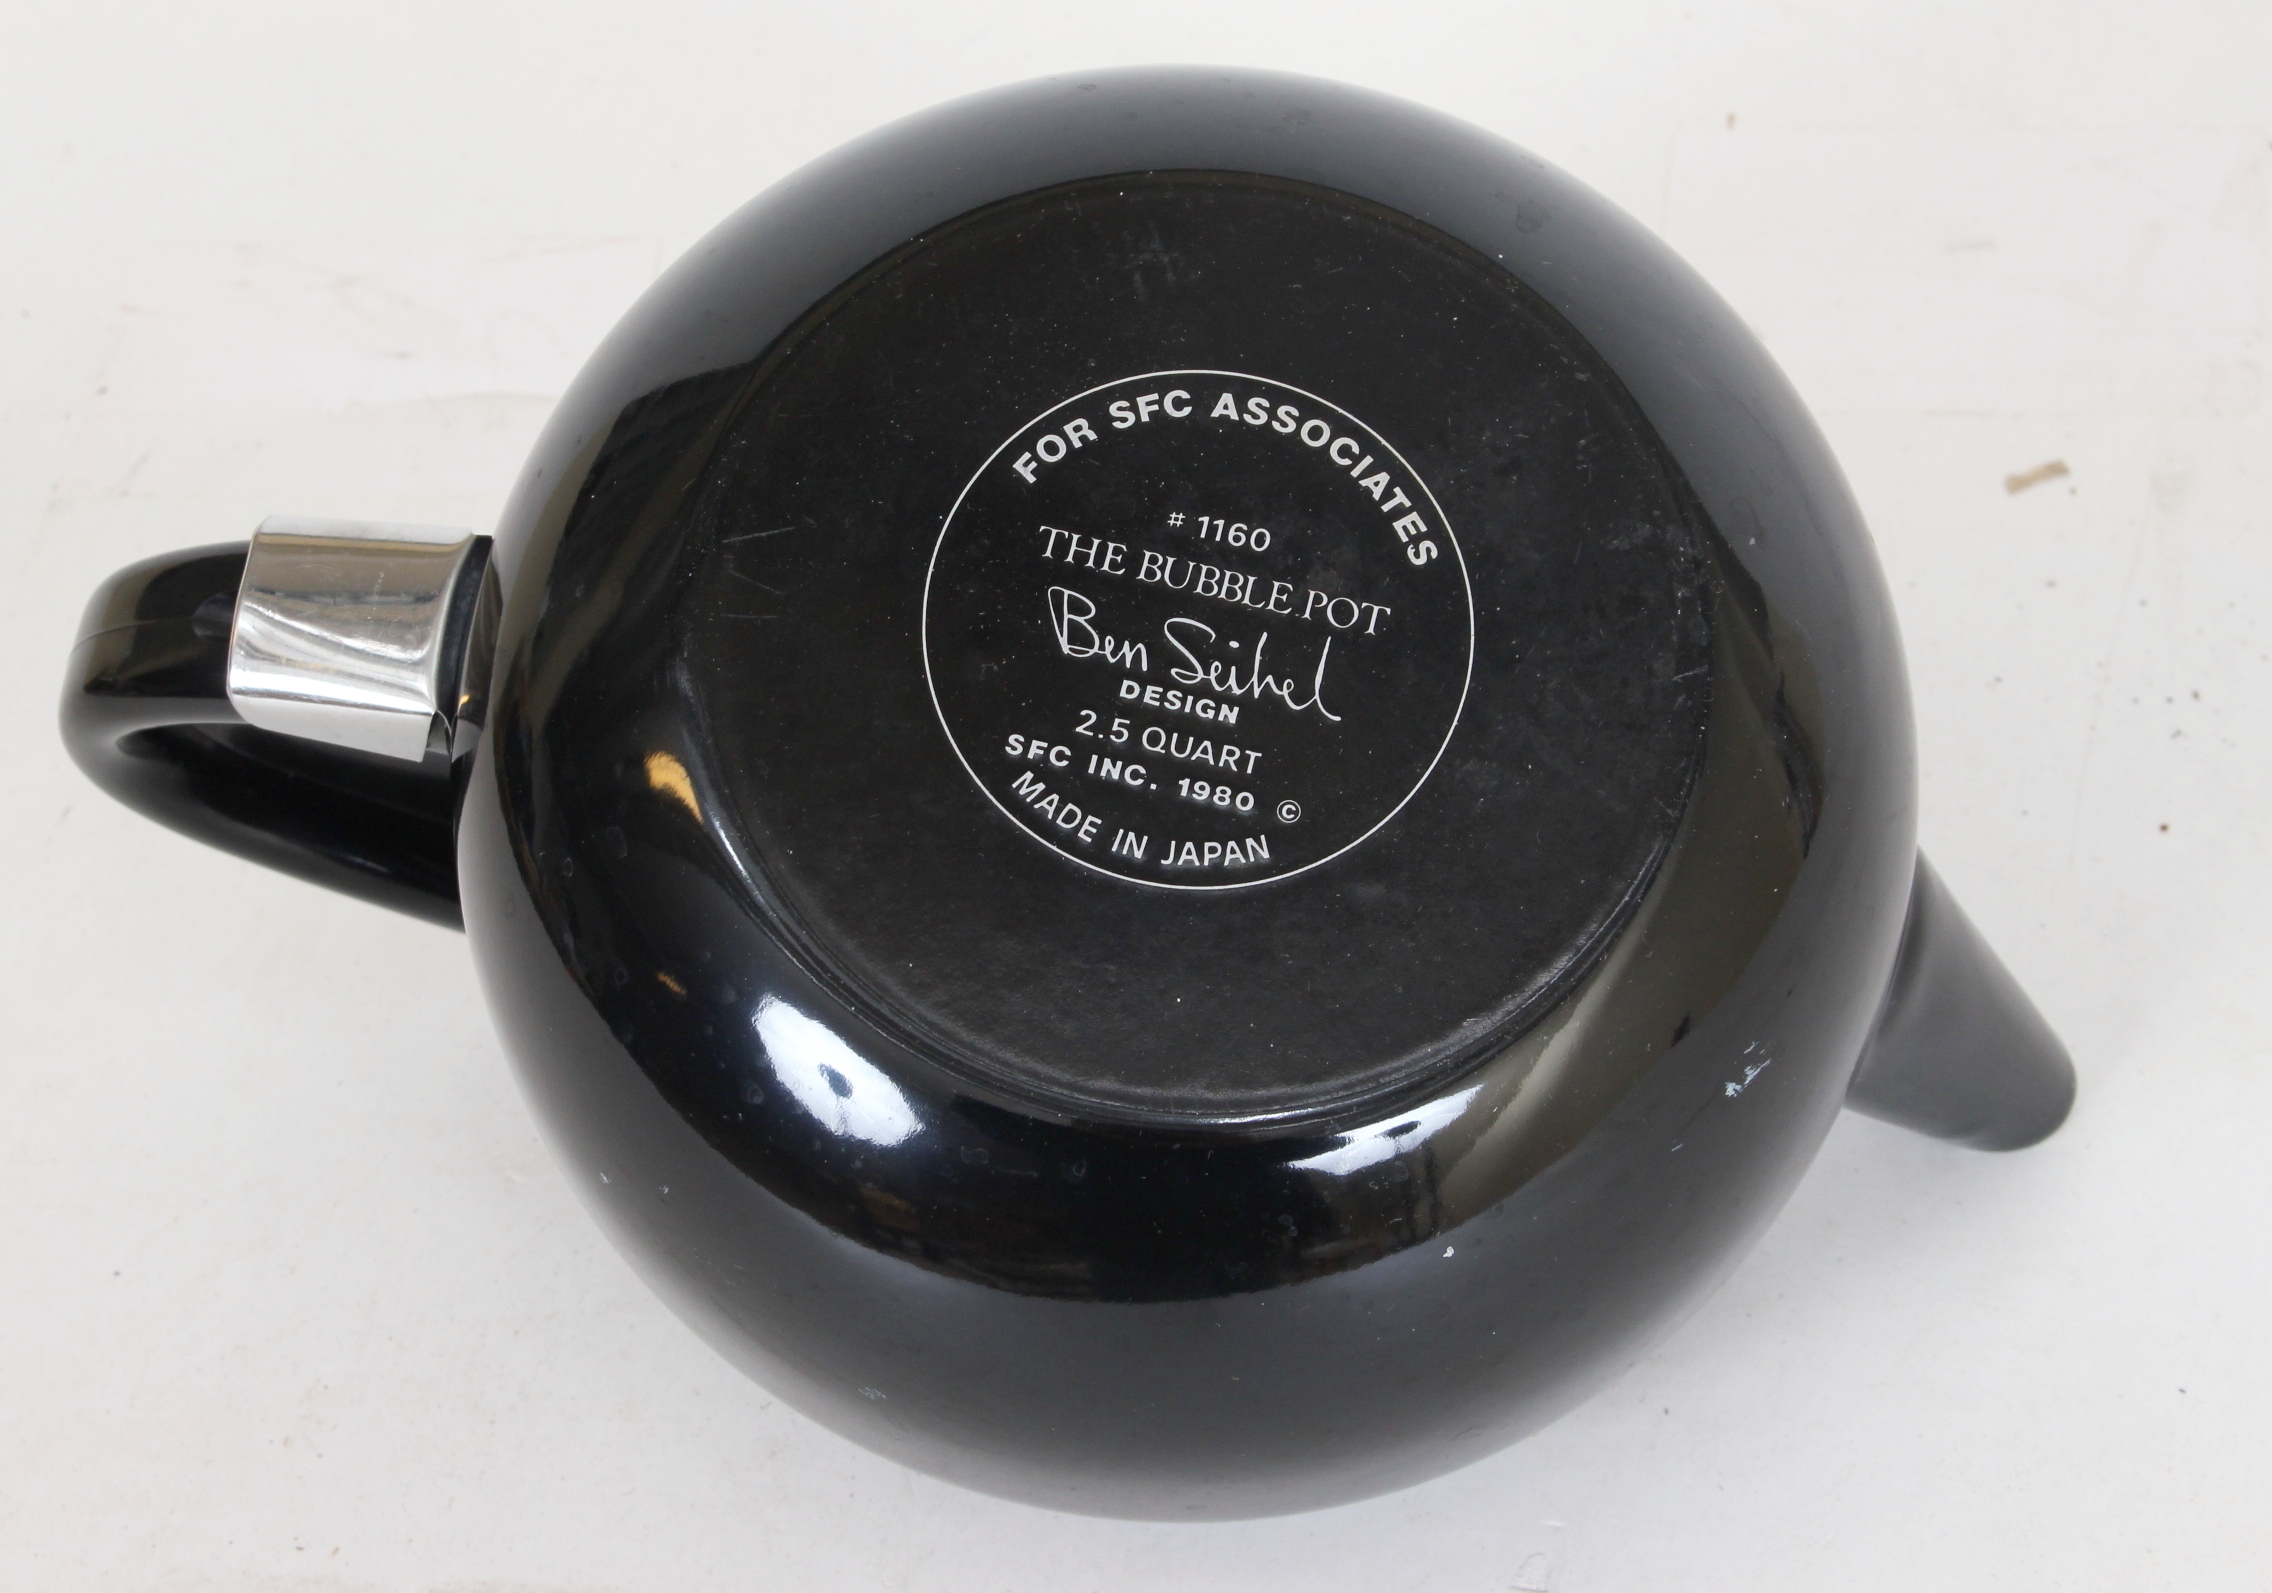 FOR SFC ASSOCIATES
# 1160
THE BUBBLE POT
Ben Seibel
DESIGN
2.5 QUART
SFC INC. 1980 ©
MADE IN JAPAN